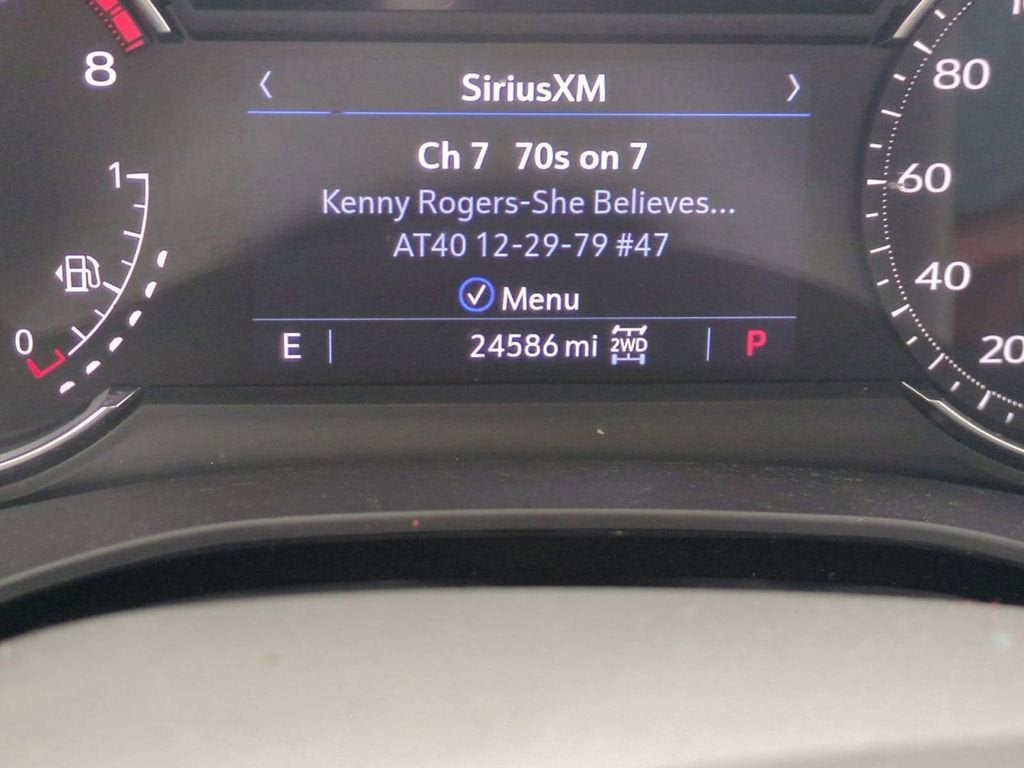 8
80
60
40
20
1
0
SiriusXM
Ch 7 70s on 7
Kenny Rogers-She Believes...
AT40 12-29-79 #47
Menu
E 24586 mi 2WD P